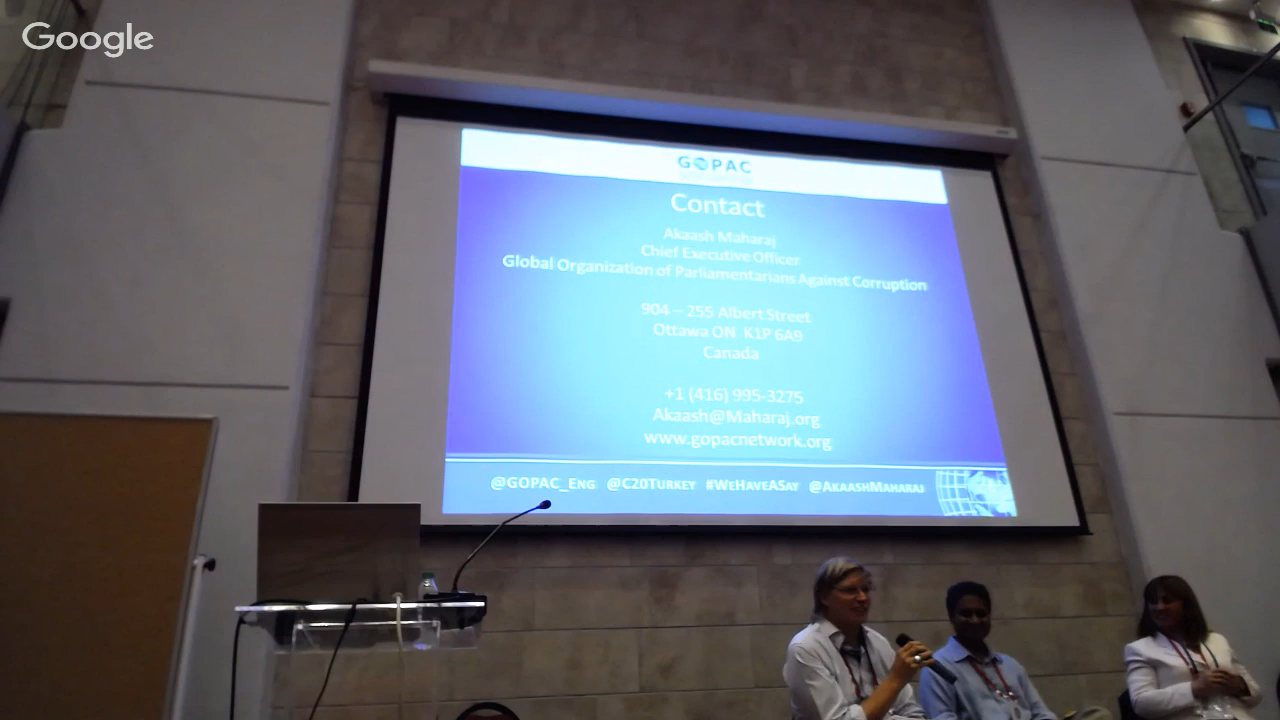 Google
GOPAC
Contact
Akaash Maharaj
Chief Executive Officer
Global Organization of Parliamentarians Against Corruption
904 – 255 Albert Street
Ottawa ON K1P 6A9
Canada
+1 (416) 995-3275
Akaash@Maharaj.org
www.gopacnetwork.org
@GOPAC_Eng @C20Turkey #WeHaveASay @AkaashMaharaj